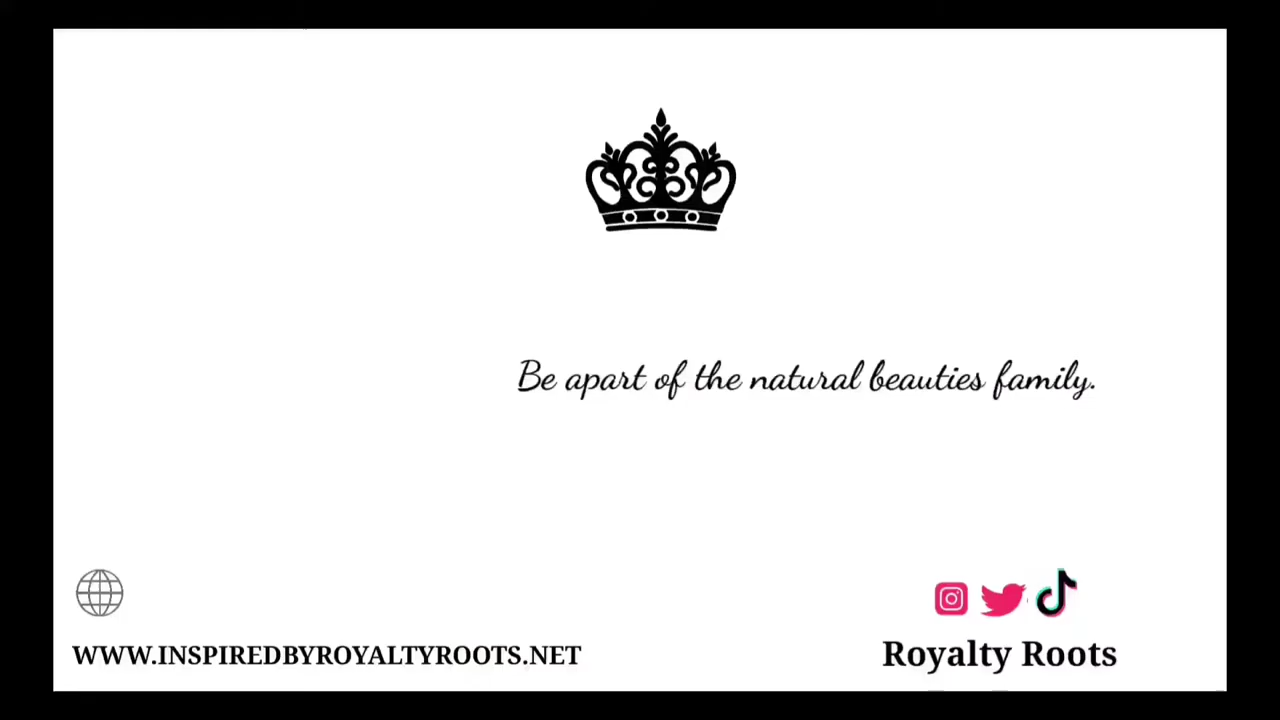 Be apart of the natural beauties family.
WWW.INSPIREDBYROYALTYROOTS.NET
Royalty Roots